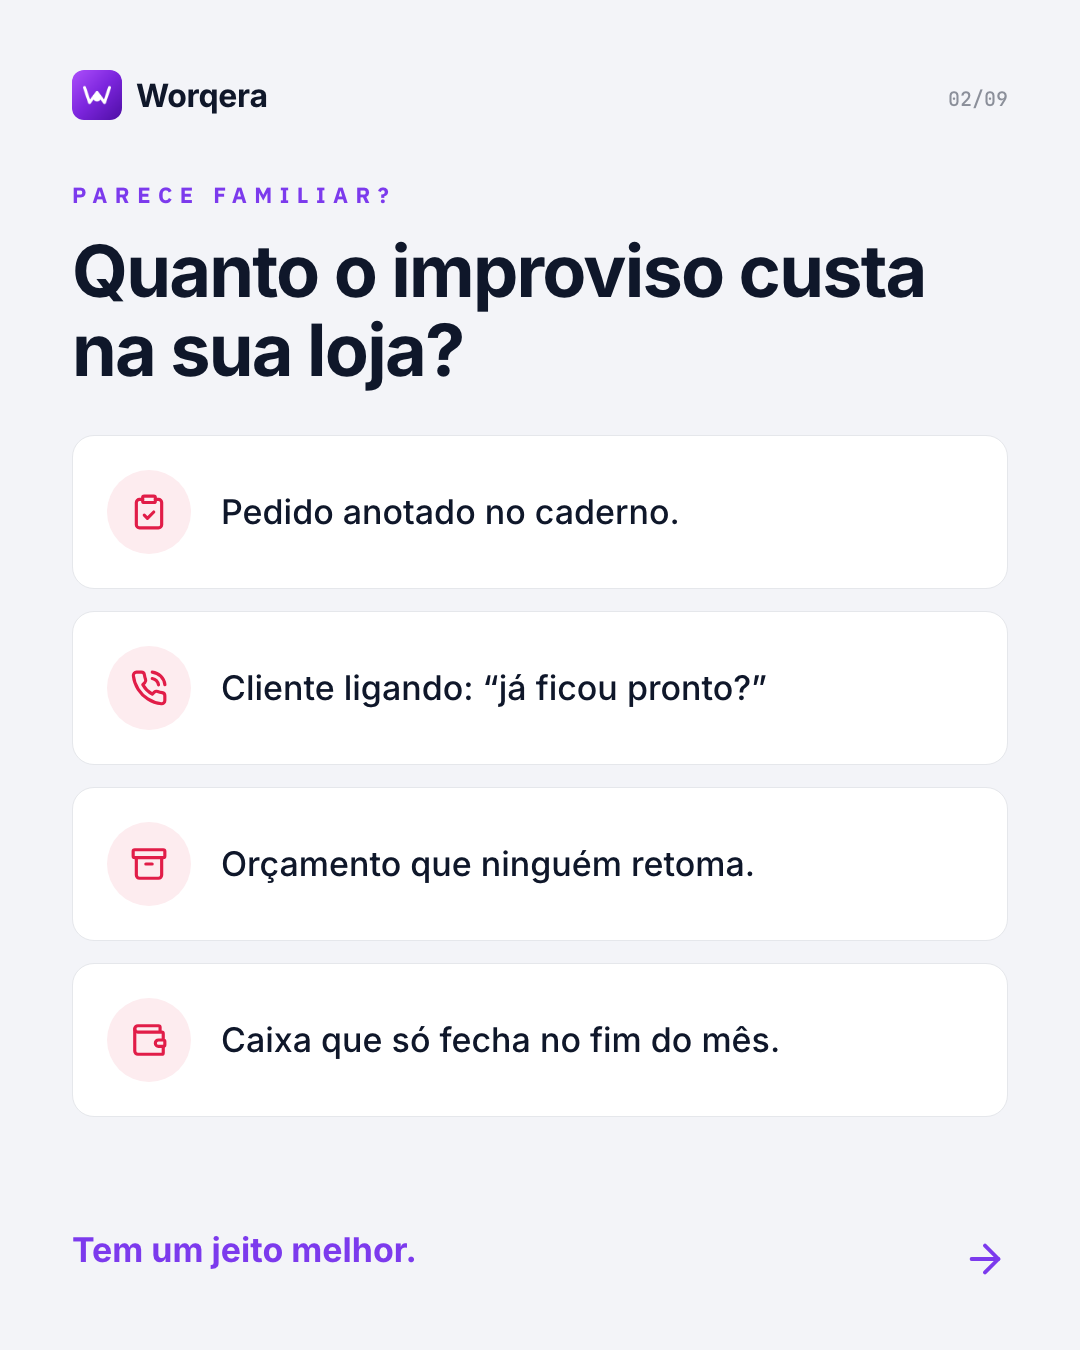 Worqera
02/09
PARECE FAMILIAR?
Quanto o improviso custa
na sua loja?
Pedido anotado no caderno.
Cliente ligando: “já ficou pronto?”
Orçamento que ninguém retoma.
Caixa que só fecha no fim do mês.
Tem um jeito melhor.